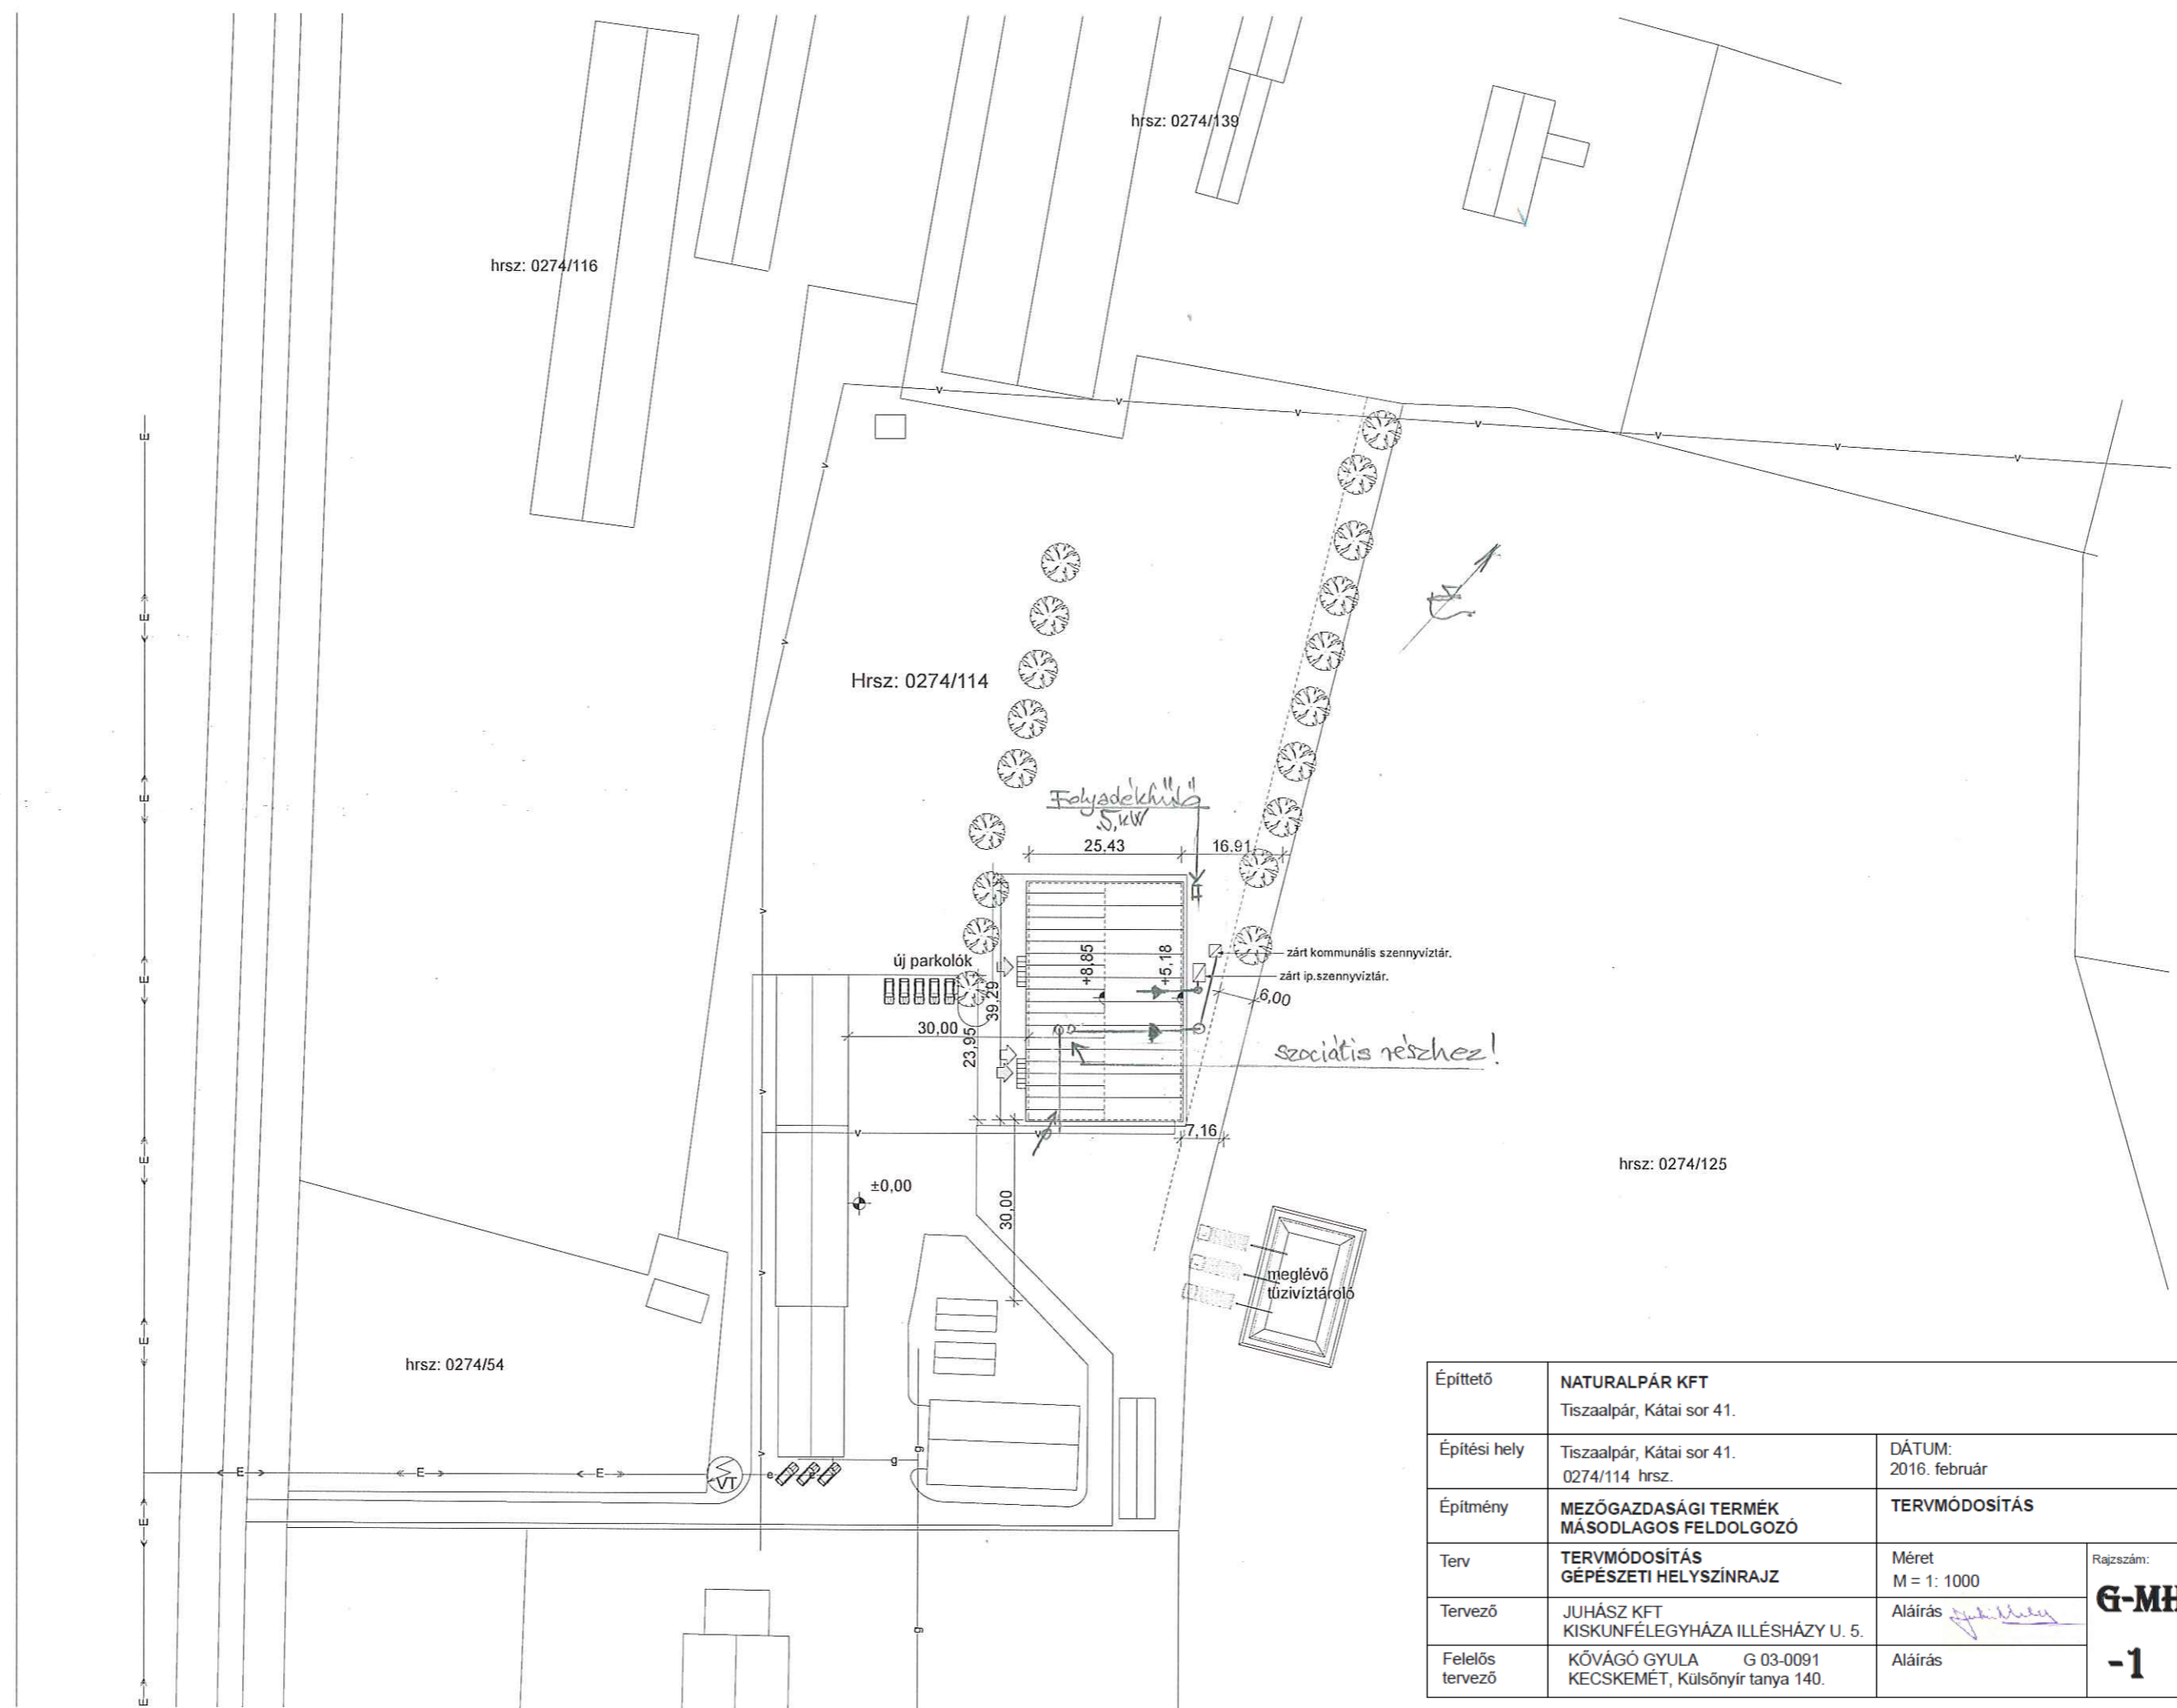 hrsz: 0274/139
hrsz: 0274/116
V
V
V
V
V
V
V
V
V
E
E
E
E
E
E
E
E
Hrsz: 0274/114
É
Folyadékhűtő
5,kW
25,43
16.91
V
új parkolók
+8,85
+5,18
zárt kommunális szennyvíztár.
zárt ip.szennyvíztár.
6,00
39,29
30,00
23,95
szociális részhez!
V
V
7,16
hrsz: 0274/125
±0,00
30,00
V
meglévő
tüzivíztároló
hrsz: 0274/54
V
g
E
E
E
VT
e
g
g
Építtető
NATURALPÁR KFT
Tiszaalpár, Kátai sor 41.
Építési hely
Tiszaalpár, Kátai sor 41.
0274/114 hrsz.
DÁTUM:
2016. február
Építmény
MEZŐGAZDASÁGI TERMÉK
MÁSODLAGOS FELDOLGOZÓ
TERVMÓDOSÍTÁS
Terv
TERVMÓDOSÍTÁS
GÉPÉSZETI HELYSZÍNRAJZ
Méret
M = 1: 1000
Rajzszám:
G-MH
-1
Tervező
JUHÁSZ KFT
KISKUNFÉLEGYHÁZA ILLÉSHÁZY U. 5.
Aláírás
Felelős
tervező
KŐVÁGÓ GYULA G 03-0091
KECSKEMÉT, Külsőnyír tanya 140.
Aláírás